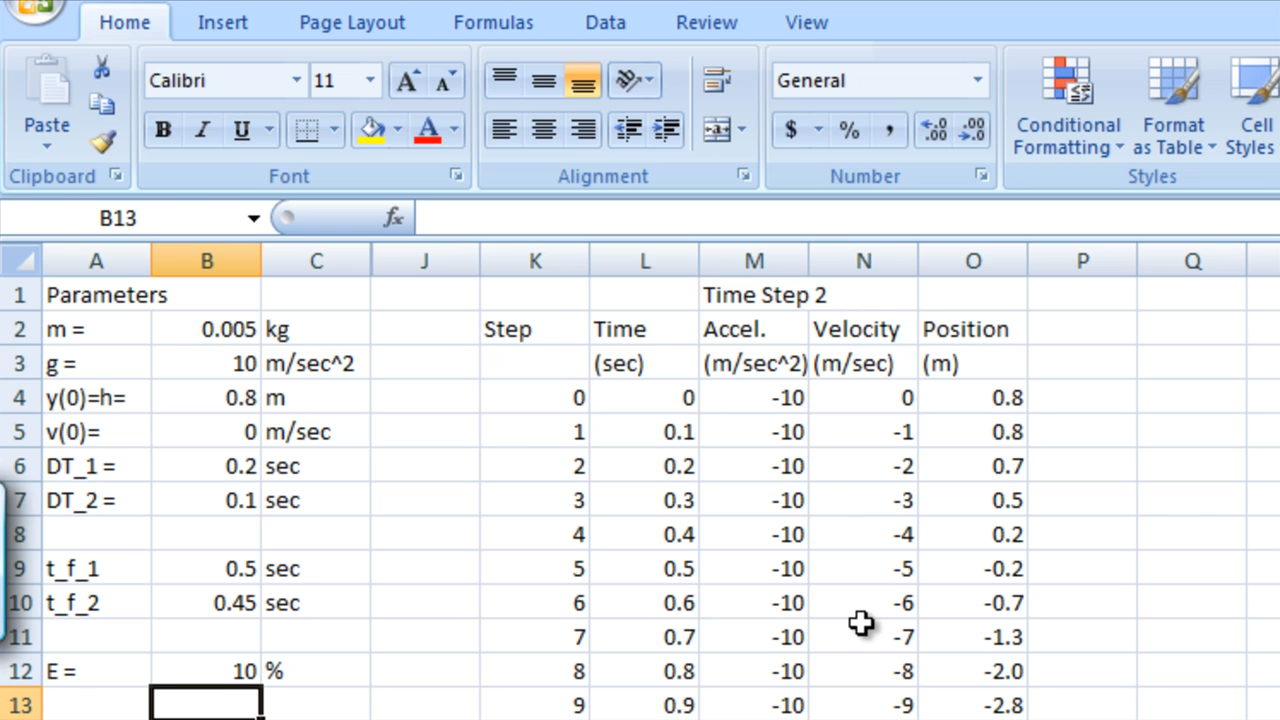 Home Insert Page Layout Formulas Data Review View
Calibri 11 A A General
Paste B I U A $ % , .0 .00 .00 .0 Conditional Formatting Format as Table Cell Styles
Clipboard Font Alignment Number Styles
B13 fx
A B C J K L M N O P Q
1 Parameters Time Step 2
2 m = 0.005 kg Step Time Accel. Velocity Position
3 g = 10 m/sec^2 (sec) (m/sec^2) (m/sec) (m)
4 y(0)=h= 0.8 m 0 0 -10 0 0.8
5 v(0)= 0 m/sec 1 0.1 -10 -1 0.8
6 DT_1 = 0.2 sec 2 0.2 -10 -2 0.7
7 DT_2 = 0.1 sec 3 0.3 -10 -3 0.5
8 4 0.4 -10 -4 0.2
9 t_f_1 0.5 sec 5 0.5 -10 -5 -0.2
10 t_f_2 0.45 sec 6 0.6 -10 -6 -0.7
11 7 0.7 -10 -7 -1.3
12 E = 10 % 8 0.8 -10 -8 -2.0
13 9 0.9 -10 -9 -2.8